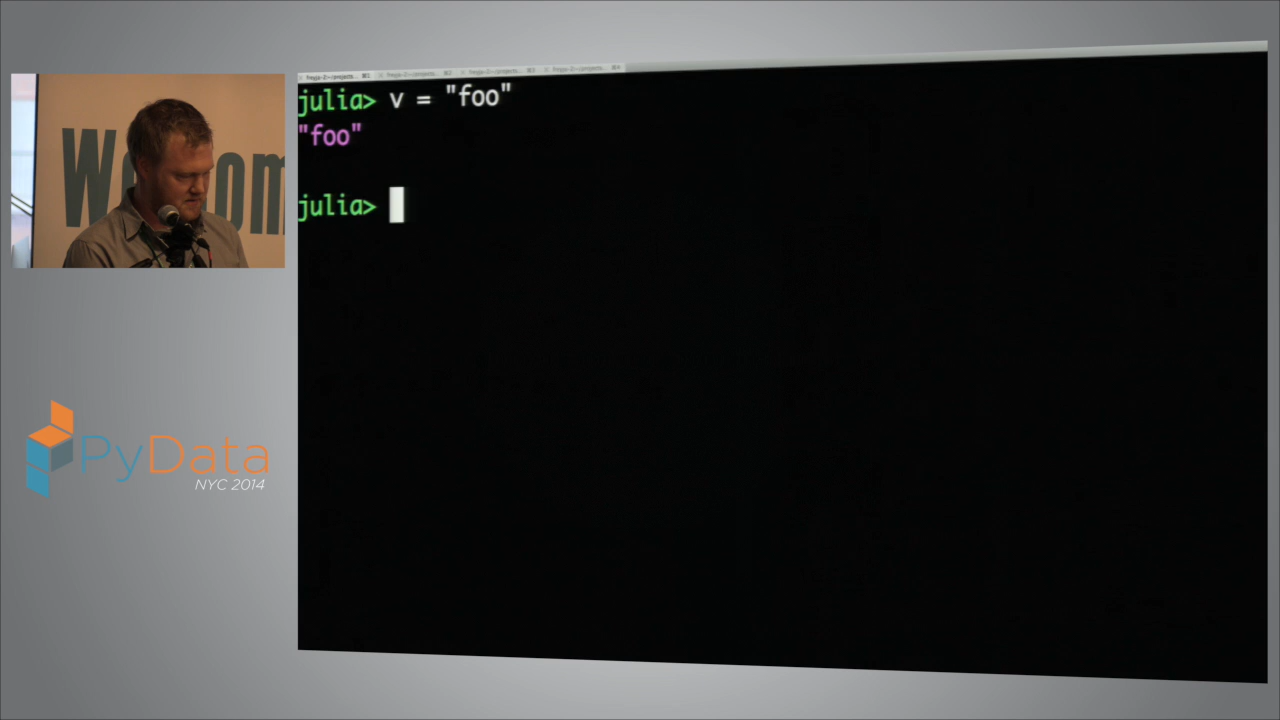 julia> v = "foo"
"foo"
julia>
PyData
NYC 2014